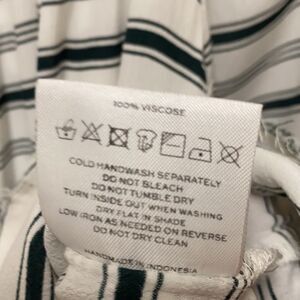 100% VISCOSE
COLD HANDWASH SEPARATELY
DO NOT BLEACH
DO NOT TUMBLE DRY
TURN INSIDE OUT WHEN WASHING
DRY FLAT IN SHADE
LOW IRON AS NEEDED ON REVERSE
DO NOT DRY CLEAN
HANDMADE IN INDONESIA